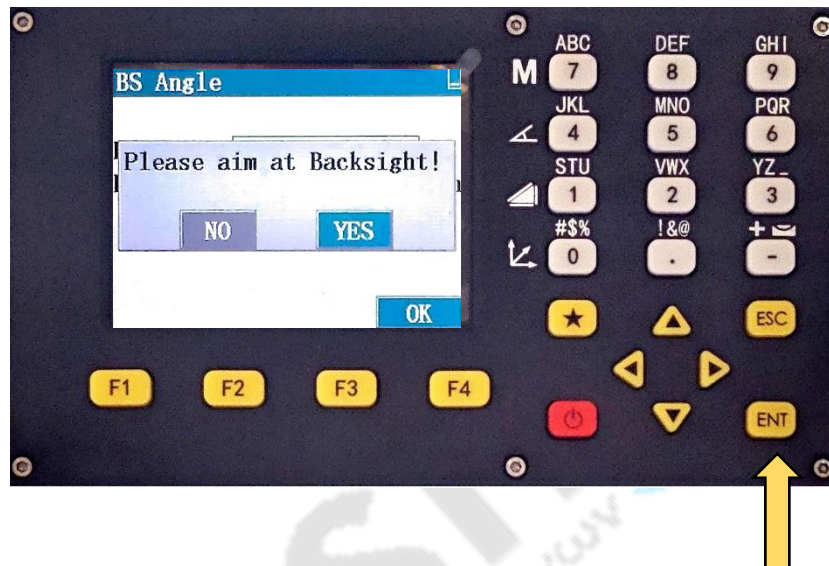 BS Angle
Please aim at Backsight!
NO YES
OK
F1 F2 F3 F4
ABC DEF GHI
M 7 8 9
JKL MNO PQR
4 5 6
STU VWX YZ_
1 2 3
#$% !&@ +
0 . -
ESC
ENT